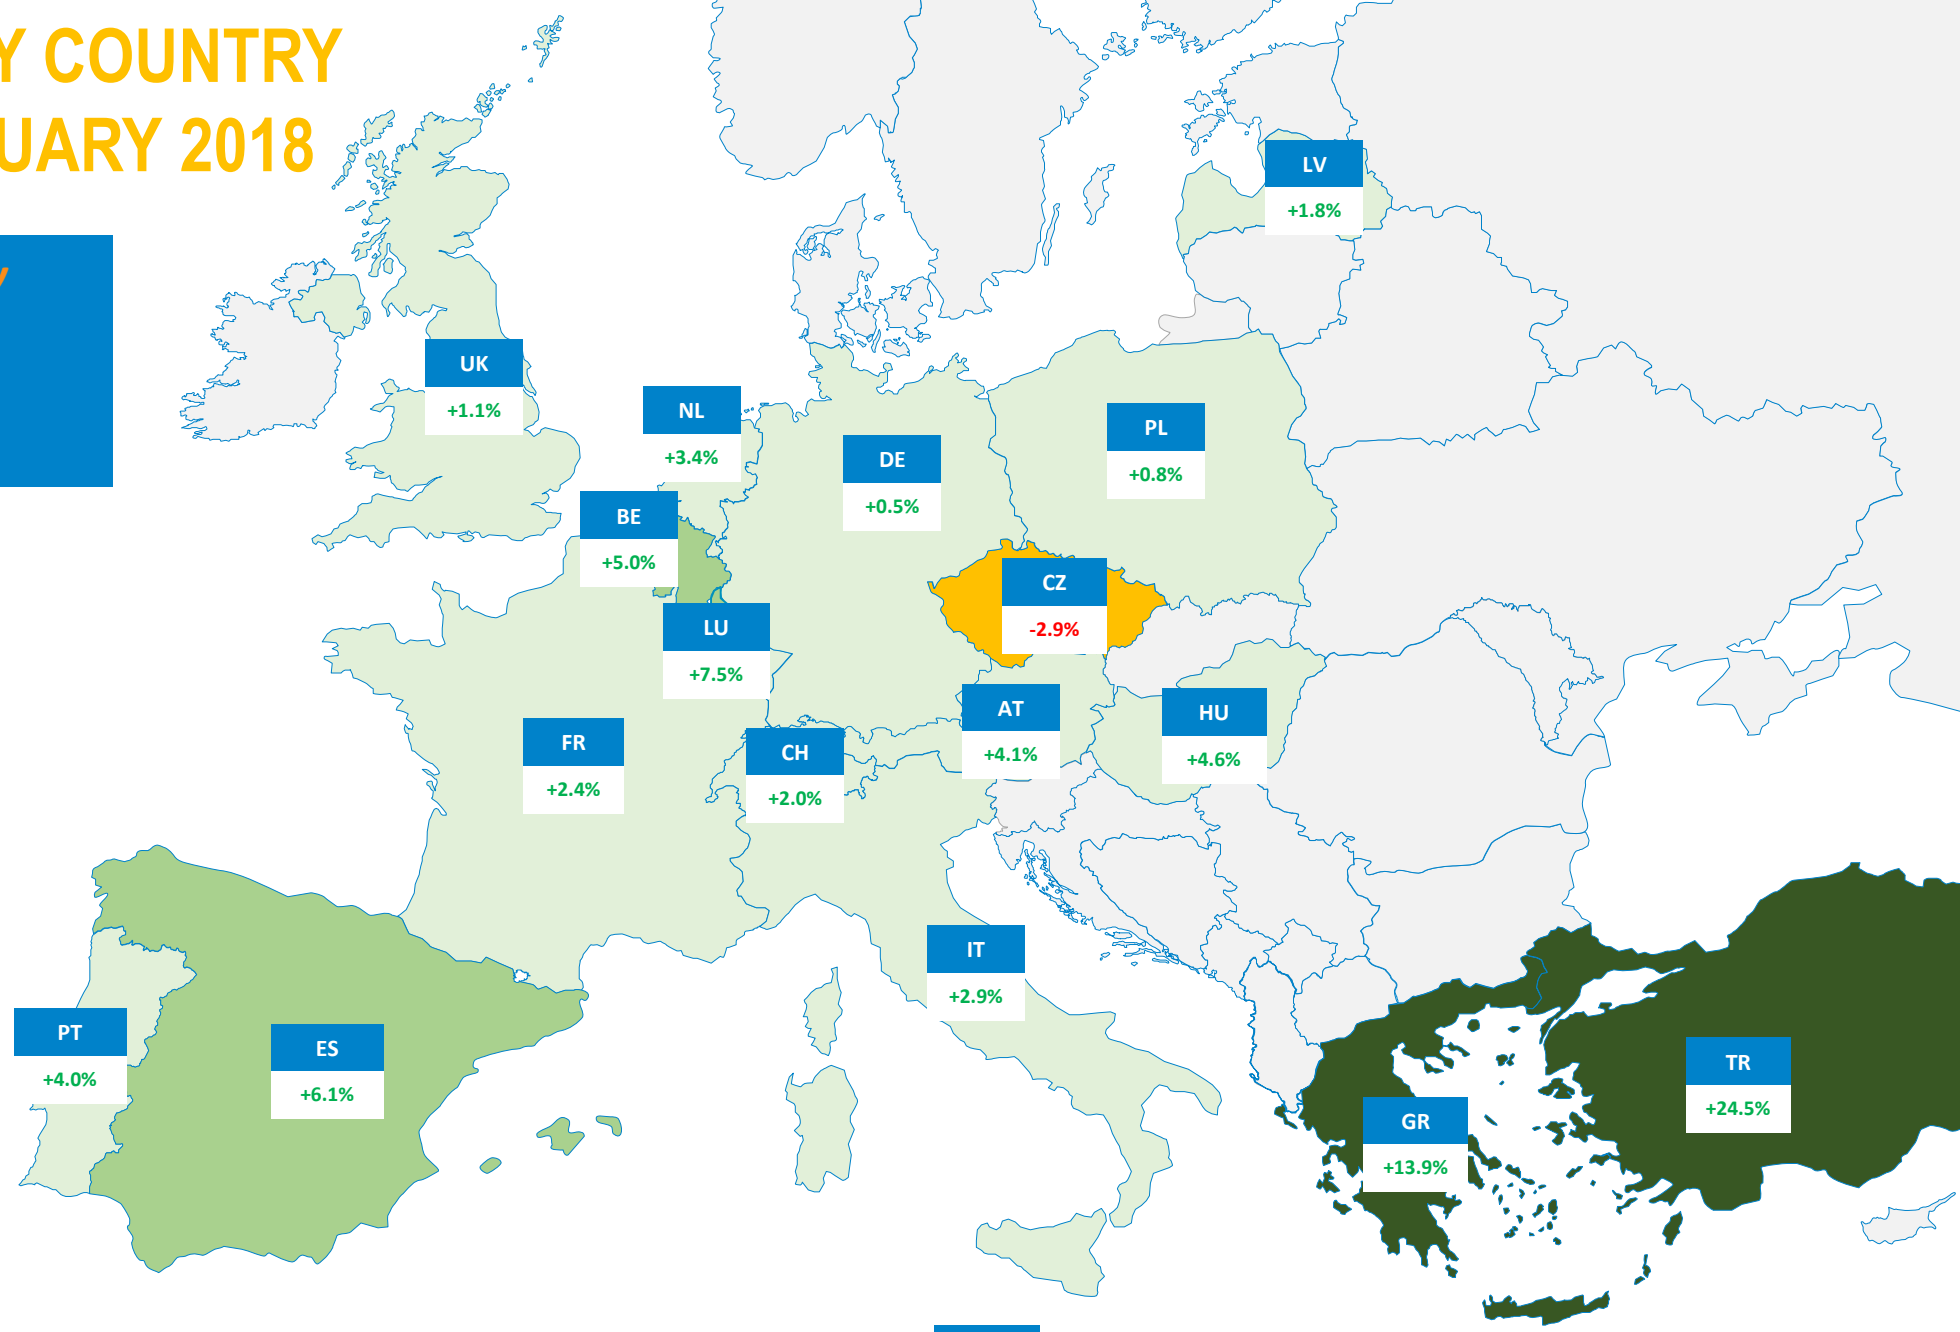 Y COUNTRY
UARY 2018
LV
+1.8%
UK
+1.1%
NL
+3.4%
PL
+0.8%
DE
+0.5%
BE
+5.0%
CZ
-2.9%
LU
+7.5%
AT
+4.1%
HU
+4.6%
FR
+2.4%
CH
+2.0%
IT
+2.9%
PT
+4.0%
ES
+6.1%
TR
+24.5%
GR
+13.9%